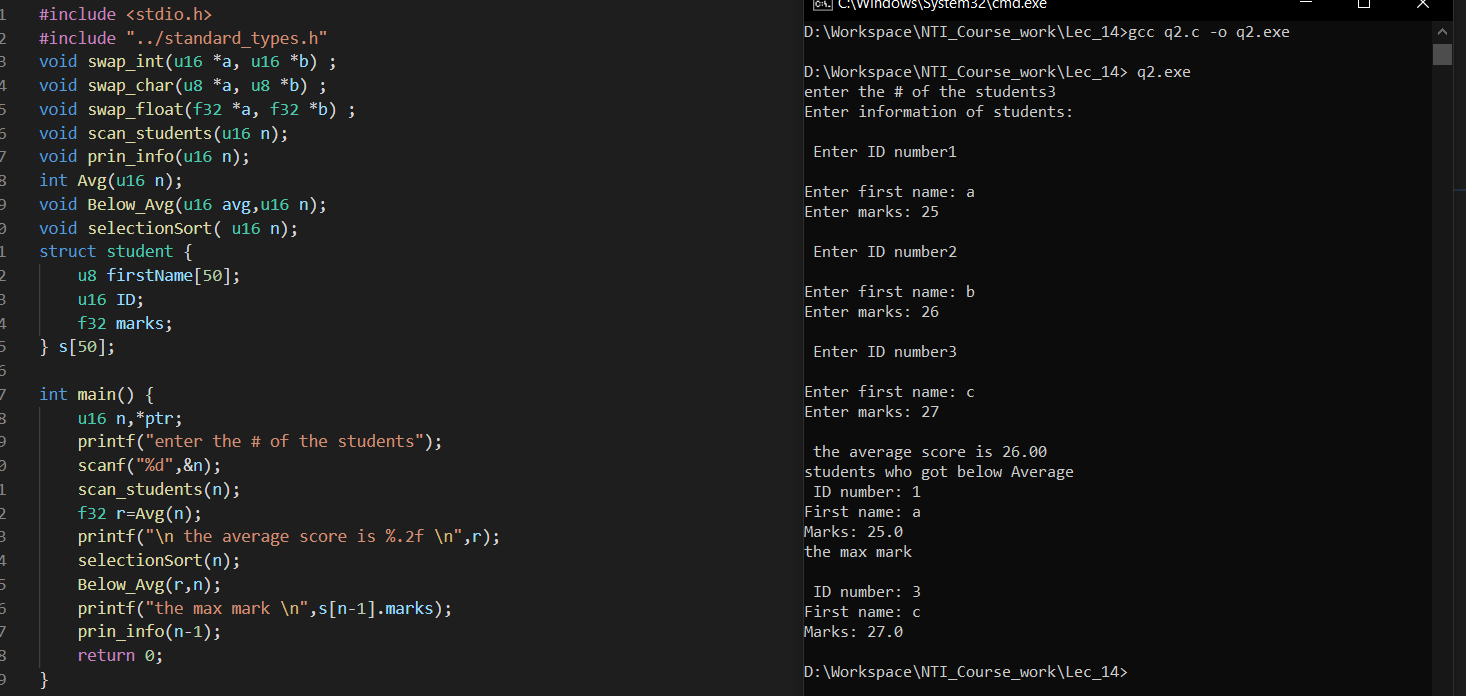 1 #include <stdio.h>
2 #include "../standard_types.h"
3 void swap_int(u16 *a, u16 *b) ;
4 void swap_char(u8 *a, u8 *b) ;
5 void swap_float(f32 *a, f32 *b) ;
6 void scan_students(u16 n);
7 void prin_info(u16 n);
8 int Avg(u16 n);
9 void Below_Avg(u16 avg,u16 n);
0 void selectionSort( u16 n);
1 struct student {
2 u8 firstName[50];
3 u16 ID;
4 f32 marks;
5 } s[50];
6
7 int main() {
8 u16 n,*ptr;
9 printf("enter the # of the students");
0 scanf("%d",&n);
1 scan_students(n);
2 f32 r=Avg(n);
3 printf("\n the average score is %.2f \n",r);
4 selectionSort(n);
5 Below_Avg(r,n);
6 printf("the max mark \n",s[n-1].marks);
7 prin_info(n-1);
8 return 0;
9 }
C:\Windows\System32\cmd.exe
D:\Workspace\NTI_Course_work\Lec_14>gcc q2.c -o q2.exe
D:\Workspace\NTI_Course_work\Lec_14> q2.exe
enter the # of the students3
Enter information of students:
Enter ID number1
Enter first name: a
Enter marks: 25
Enter ID number2
Enter first name: b
Enter marks: 26
Enter ID number3
Enter first name: c
Enter marks: 27
the average score is 26.00
students who got below Average
ID number: 1
First name: a
Marks: 25.0
the max mark
ID number: 3
First name: c
Marks: 27.0
D:\Workspace\NTI_Course_work\Lec_14>